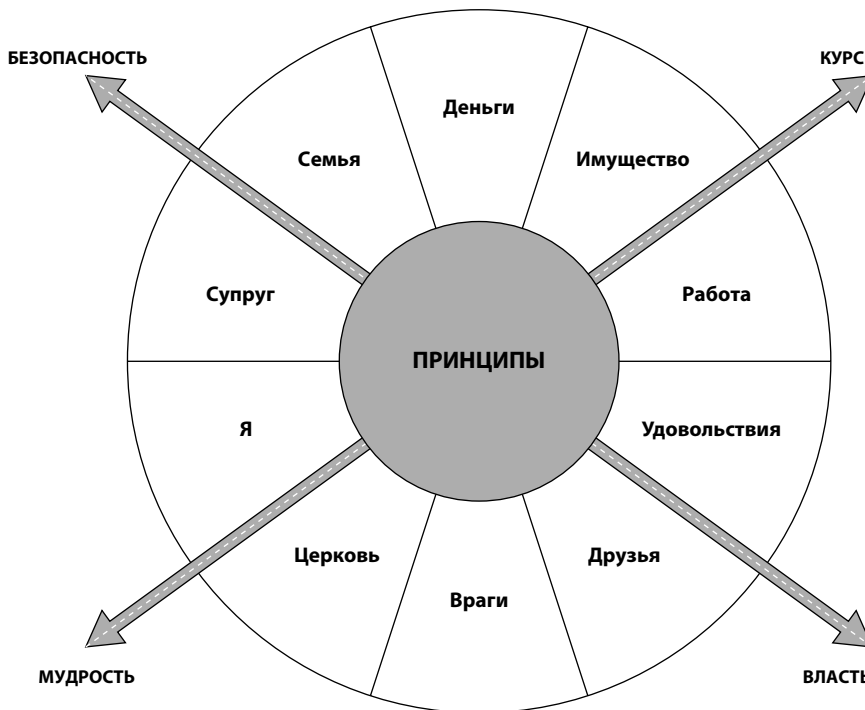 БЕЗОПАСНОСТЬ
КУРС
Деньги
Семья
Имущество
Супруг
Работа
ПРИНЦИПЫ
Я
Удовольствия
Церковь
Друзья
Враги
МУДРОСТЬ
ВЛАСТЬ